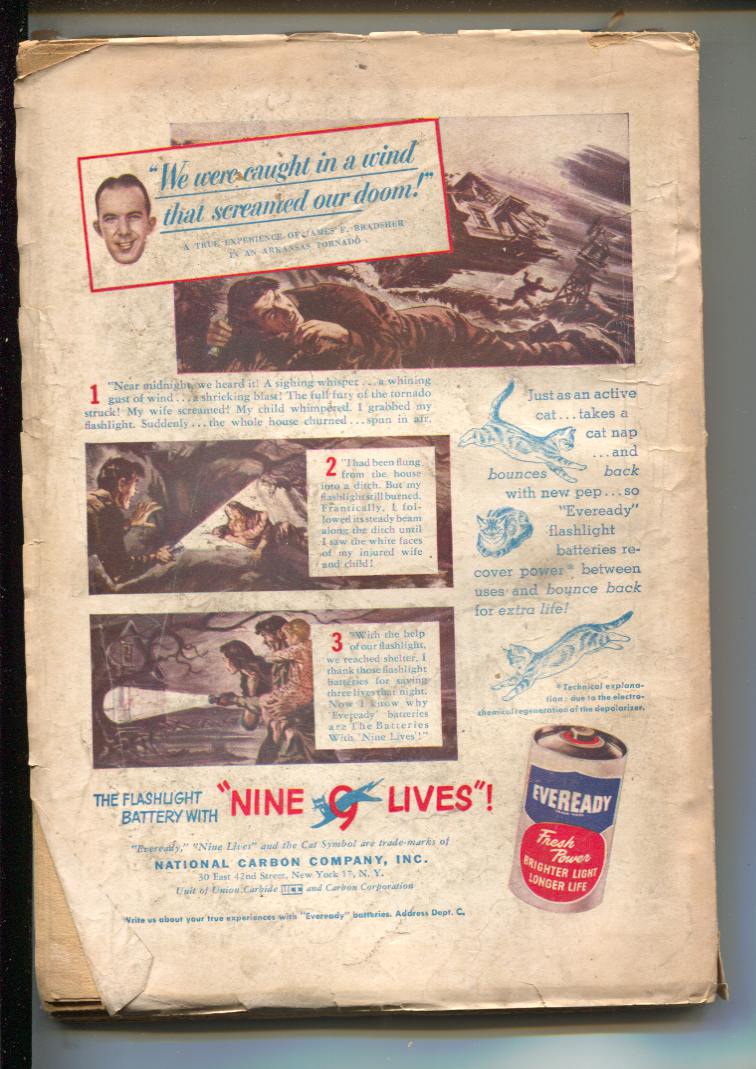 "We were caught in a wind
that screamed our doom!"
A TRUE EXPERIENCE OF JAMES F. BRADSHER
IN AN ARKANSAS TORNADO
1 "Near midnight, we heard it! A sighing whisper...a whining
gust of wind...a shrieking blast! The full fury of the tornado
struck! My wife screamed! My child whimpered. I grabbed my
flashlight. Suddenly...the whole house churned...spun in air.
2 "I had been flung
from the house
into a ditch. But my
flashlight still burned.
Frantically, I fol-
lowed its steady beam
along the ditch until
I saw the white faces
of my injured wife
and child!
3 "With the help
of our flashlight,
we reached shelter. I
thank those flashlight
batteries for saving
three lives that night.
Now I know why
'Eveready' batteries
are The Batteries
With 'Nine Lives'!"
Just as an active
cat...takes a
cat nap
...and
bounces back
with new pep...so
"Eveready"
flashlight
batteries re-
cover power* between
uses and bounce back
for extra life!
*Technical explana-
tion: due to the electro-
chemical regeneration of the depolarizer.
THE FLASHLIGHT
BATTERY WITH "NINE 9 LIVES"!
EVEREADY
TRADE-MARK
Fresh
Power
BRIGHTER LIGHT
LONGER LIFE
"Eveready," "Nine Lives" and the Cat Symbol are trade-marks of
NATIONAL CARBON COMPANY, INC.
30 East 42nd Street, New York 17, N. Y.
Unit of Union Carbide UCC and Carbon Corporation
Write us about your true experiences with "Eveready" batteries. Address Dept. C.